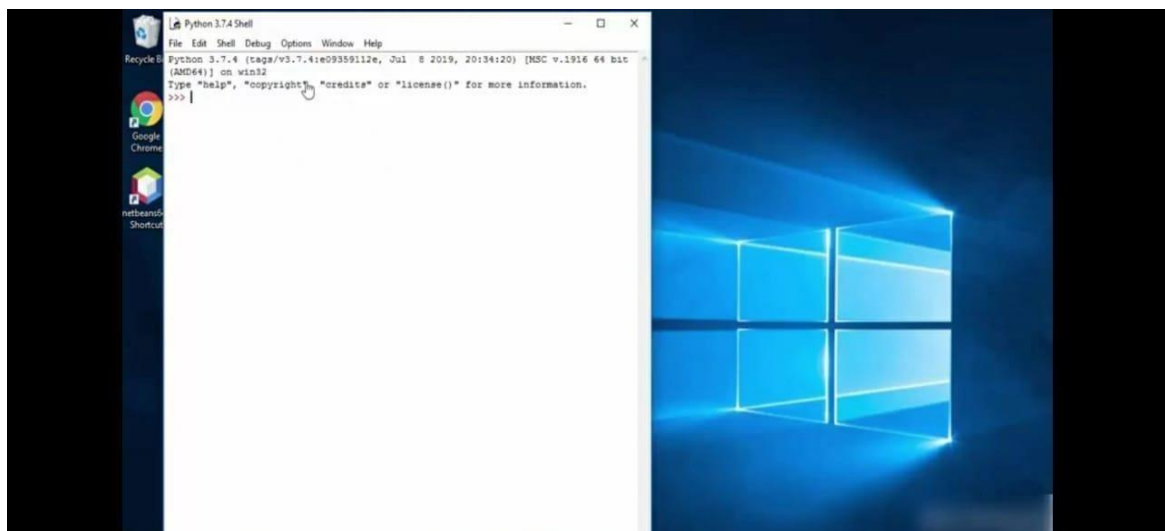 Python 3.7.4 Shell
File Edit Shell Debug Options Window Help
Python 3.7.4 (tags/v3.7.4:e09359112e, Jul 8 2019, 20:34:20) [MSC v.1916 64 bit
(AMD64)] on win32
Type "help", "copyright", "credits" or "license()" for more information.
>>>
Recycle Bi
Google
Chrome
netbeans6
Shortcut